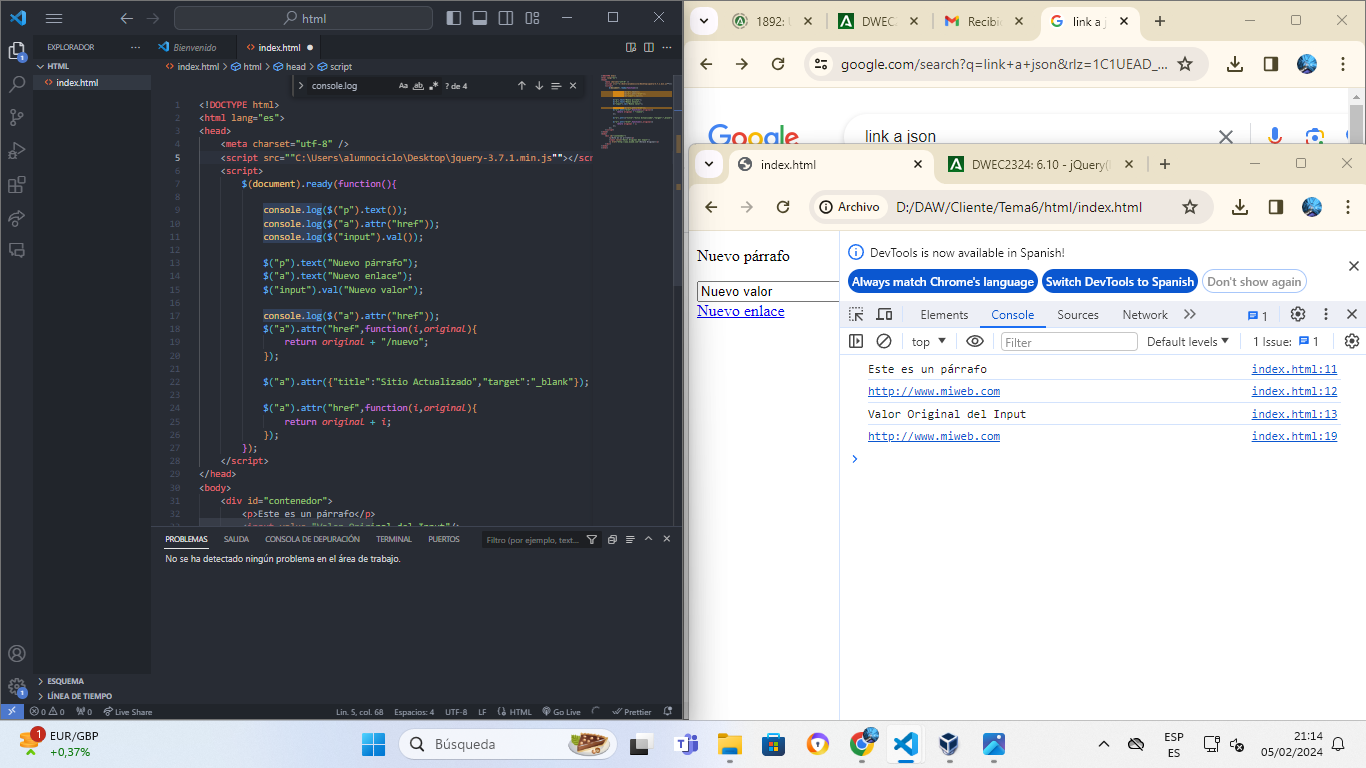 html
EXPLORADOR
HTML
index.html
ESQUEMA
LÍNEA DE TIEMPO
Bienvenido
index.html
index.html > html > head > script
console.log
Aa
ab
? de 4
1 <!DOCTYPE html>
2 <html lang="es">
3 <head>
4 <meta charset="utf-8" />
5 <script src=""C:\Users\alumnociclo\Desktop\jquery-3.7.1.min.js""></scr
6 <script>
7 $(document).ready(function(){
8
9 console.log($("p").text());
10 console.log($("a").attr("href"));
11 console.log($("input").val());
12
13 $("p").text("Nuevo párrafo");
14 $("a").text("Nuevo enlace");
15 $("input").val("Nuevo valor");
16
17 console.log($("a").attr("href"));
18 $("a").attr("href",function(i,original){
19 return original + "/nuevo";
20 });
21
22 $("a").attr({"title":"Sitio Actualizado","target":"_blank"});
23
24 $("a").attr("href",function(i,original){
25 return original + i;
26 });
27 });
28 </script>
29 </head>
30 <body>
31 <div id="contenedor">
32 <p>Este es un párrafo</p>
PROBLEMAS SALIDA CONSOLA DE DEPURACIÓN TERMINAL PUERTOS
Filtro (por ejemplo, text...
No se ha detectado ningún problema en el área de trabajo.
0 0 0 Live Share
Lín. 5, col. 68 Espacios: 4 UTF-8 LF HTML Go Live Prettier
1892: DWEC2 Recibid link a j
google.com/search?q=link+a+json&rlz=1C1UEAD_...
Google
link a json
index.html
DWEC2324: 6.10 - jQuery(
Archivo
D:/DAW/Cliente/Tema6/html/index.html
Nuevo párrafo
Nuevo valor
Nuevo enlace
DevTools is now available in Spanish!
Always match Chrome's language
Switch DevTools to Spanish
Don't show again
Elements Console Sources Network
1
top
Filter
Default levels
1 Issue: 1
Este es un párrafo index.html:11
http://www.miweb.com index.html:12
Valor Original del Input index.html:13
http://www.miweb.com index.html:19
1
EUR/GBP
+0,37%
Búsqueda
ESP
ES
21:14
05/02/2024